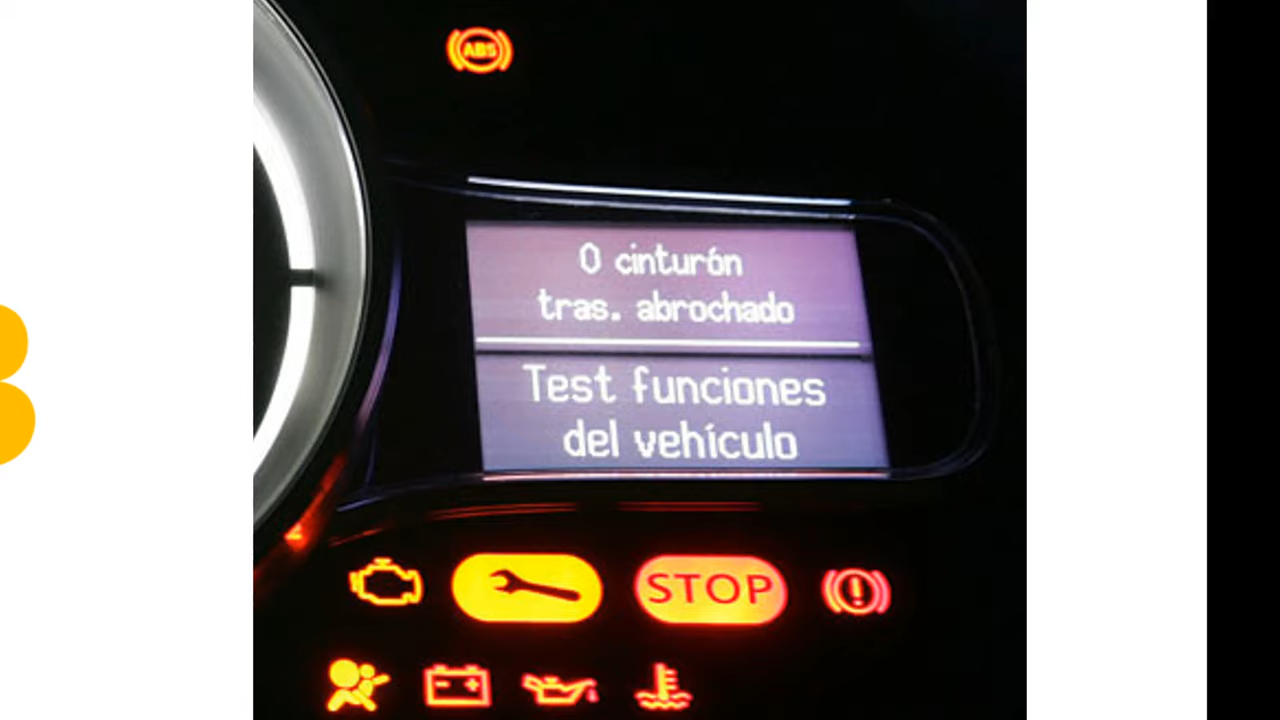 ABS
0 cinturón
tras. abrochado
Test funciones
del vehículo
STOP